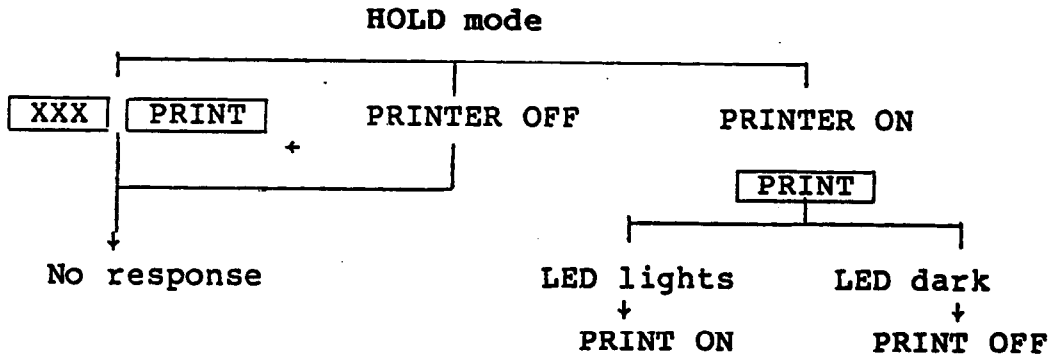 HOLD mode
XXX PRINT PRINTER OFF PRINTER ON
PRINT
No response LED lights LED dark
PRINT ON PRINT OFF